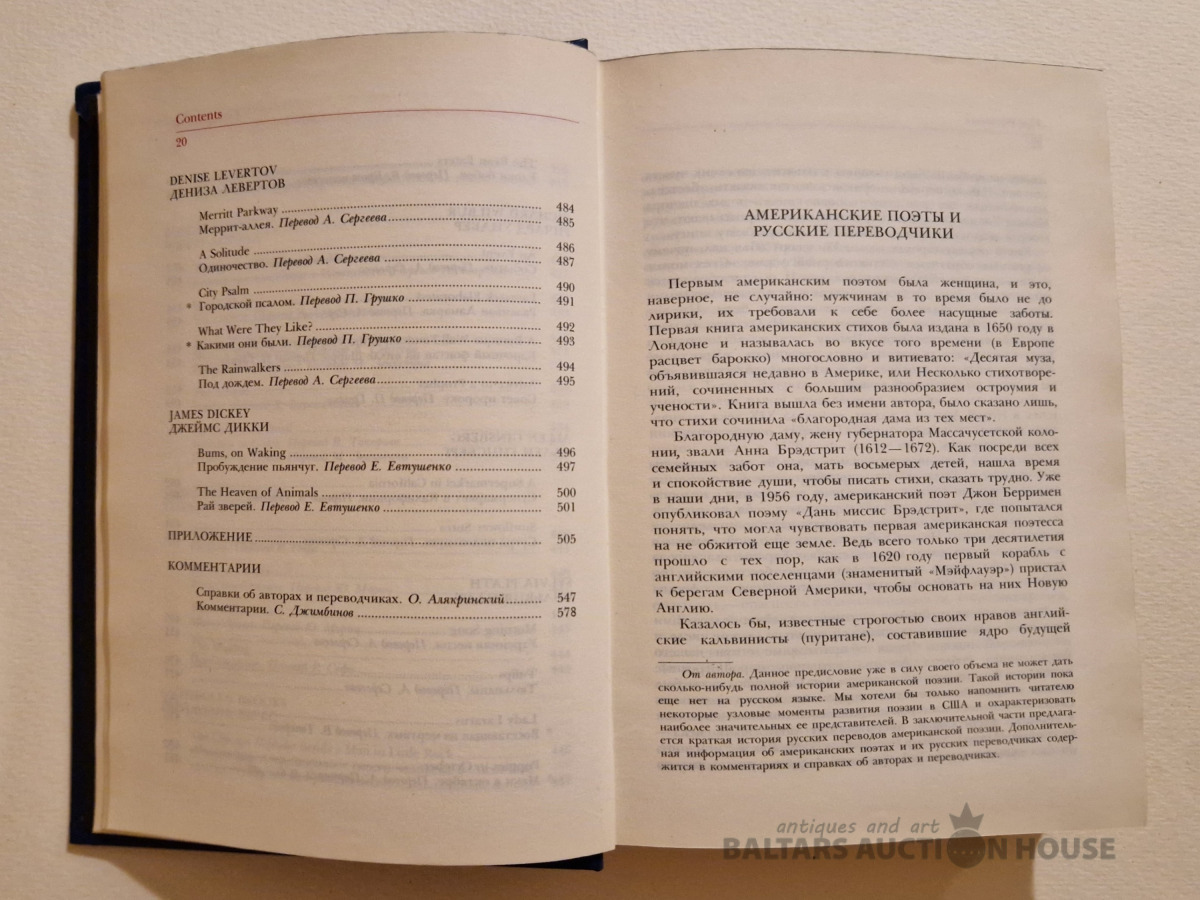 Contents
20
DENISE LEVERTOV
ДЕНИЗА ЛЕВЕРТОВ
Merritt Parkway ........ 484
Меррит-аллея. Перевод А. Сергеева ........ 485
A Solitude ........ 486
Одиночество. Перевод А. Сергеева ........ 487
City Psalm ........ 490
* Городской псалом. Перевод П. Грушко ........ 491
What Were They Like? ........ 492
* Какими они были. Перевод П. Грушко ........ 493
The Rainwalkers ........ 494
Под дождем. Перевод А. Сергеева ........ 495
JAMES DICKEY
ДЖЕЙМС ДИККИ
Bums, on Waking ........ 496
Пробуждение пьянчуг. Перевод Е. Евтушенко ........ 497
The Heaven of Animals ........ 500
Рай зверей. Перевод Е. Евтушенко ........ 501
ПРИЛОЖЕНИЕ ........ 505
КОММЕНТАРИИ
Справки об авторах и переводчиках. О. Алякринский ........ 547
Комментарии. С. Джимбинов ........ 578
АМЕРИКАНСКИЕ ПОЭТЫ И
РУССКИЕ ПЕРЕВОДЧИКИ
Первым американским поэтом была женщина, и это,
наверное, не случайно: мужчинам в то время было не до
лирики, их требовали к себе более насущные заботы.
Первая книга американских стихов была издана в 1650 году в
Лондоне и называлась во вкусе того времени (в Европе
расцвет барокко) многословно и витиевато: «Десятая муза,
объявившаяся недавно в Америке, или Несколько стихотворе-
ний, сочиненных с большим разнообразием остроумия и
учености». Книга вышла без имени автора, было сказано лишь,
что стихи сочинила «благородная дама из тех мест».
Благородную даму, жену губернатора Массачусетской коло-
нии, звали Анна Брэдстрит (1612—1672). Как посреди всех
семейных забот она, мать восьмерых детей, нашла время
и спокойствие души, чтобы писать стихи, сказать трудно. Уже
в наши дни, в 1956 году, американский поэт Джон Берримен
опубликовал поэму «Дань миссис Брэдстрит», где попытался
понять, что могла чувствовать первая американская поэтесса
на не обжитой еще земле. Ведь всего только три десятилетия
прошло с тех пор, как в 1620 году первый корабль с
английскими поселенцами (знаменитый «Мэйфлауэр») пристал
к берегам Северной Америки, чтобы основать на них Новую
Англию.
Казалось бы, известные строгостью своих нравов англий-
ские кальвинисты (пуритане), составившие ядро будущей
От автора. Данное предисловие уже в силу своего объема не может дать
сколько-нибудь полной истории американской поэзии. Такой истории пока
еще нет на русском языке. Мы хотели бы только напомнить читателю
некоторые узловые моменты развития поэзии в США и охарактеризовать
наиболее значительных ее представителей. В заключительной части предлага-
ется краткая история русских переводов американской поэзии. Дополнитель-
ная информация об американских поэтах и их русских переводчиках содер-
жится в комментариях и справках об авторах и переводчиках.
antiques and art
BALTARS AUCTION HOUSE